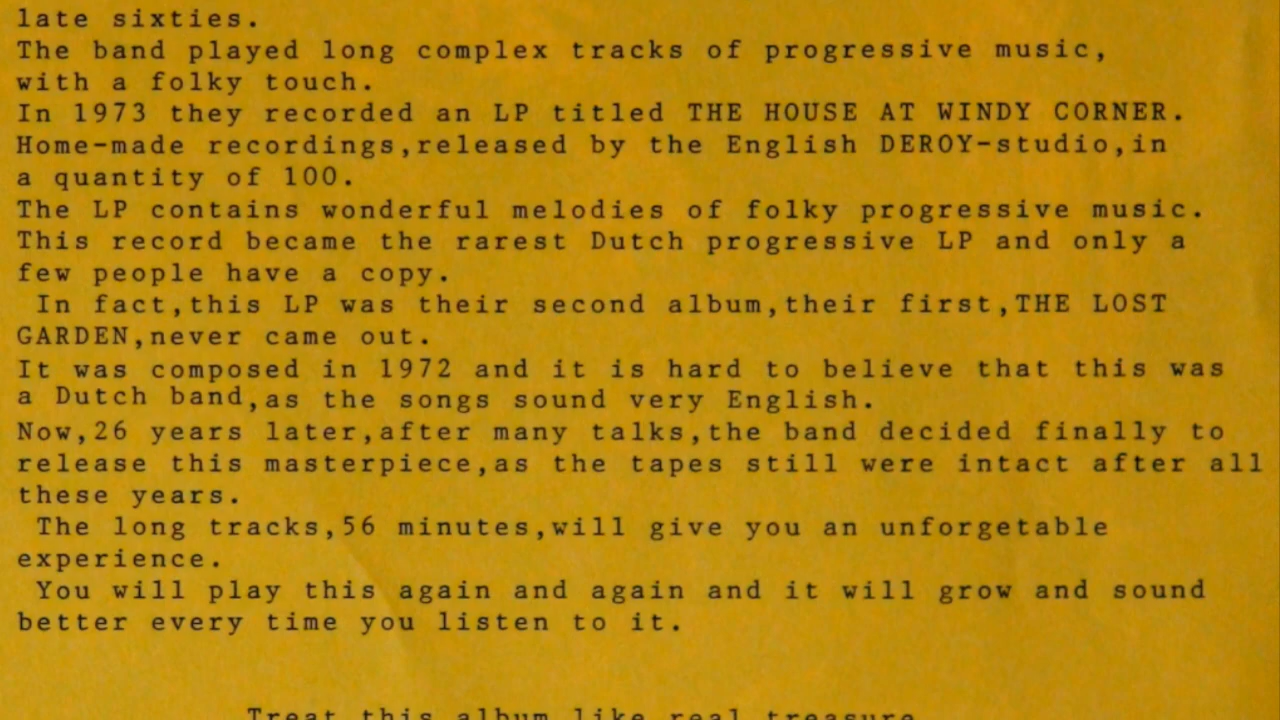 late sixties.
The band played long complex tracks of progressive music,
with a folky touch.
In 1973 they recorded an LP titled THE HOUSE AT WINDY CORNER.
Home-made recordings,released by the English DEROY-studio,in
a quantity of 100.
The LP contains wonderful melodies of folky progressive music.
This record became the rarest Dutch progressive LP and only a
few people have a copy.
In fact,this LP was their second album,their first,THE LOST
GARDEN,never came out.
It was composed in 1972 and it is hard to believe that this was
a Dutch band,as the songs sound very English.
Now,26 years later,after many talks,the band decided finally to
release this masterpiece,as the tapes still were intact after all
these years.
The long tracks,56 minutes,will give you an unforgetable
experience.
You will play this again and again and it will grow and sound
better every time you listen to it.
Treat this album like real treasure